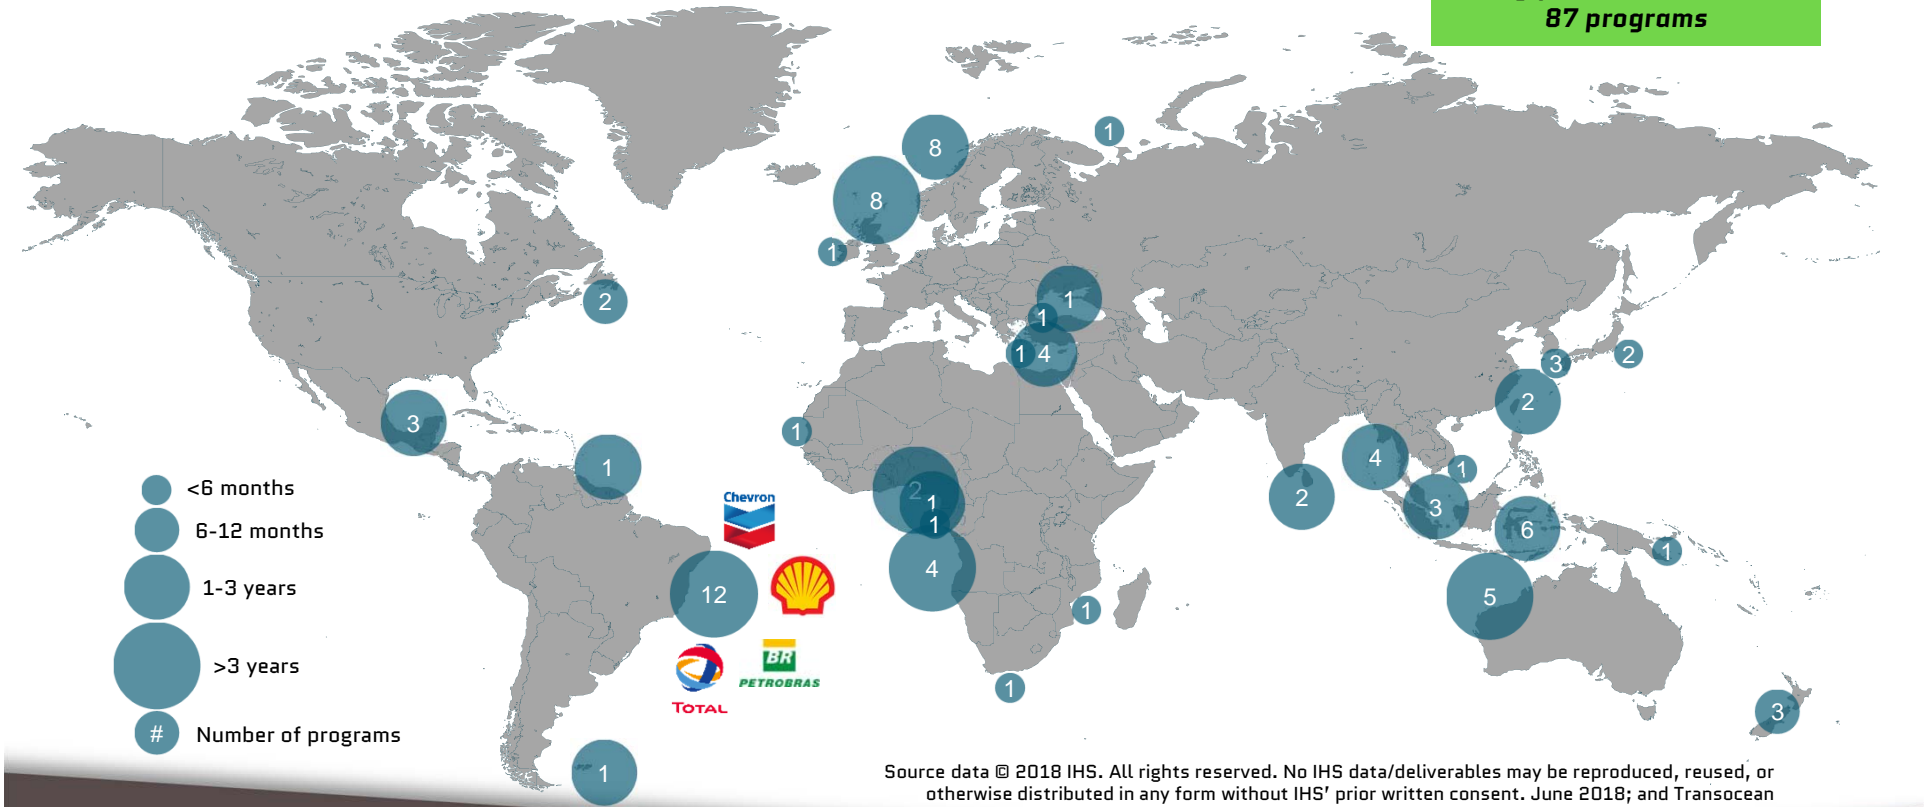 87 programs
1
8
8
1
2
1
1
1 4
3
2
3
2
1
3
1
2
1
1
4
1
2
3
6
1
4
12
5
1
1
3
1
Chevron
BR
PETROBRAS
TOTAL
<6 months
6-12 months
1-3 years
>3 years
# Number of programs
Source data © 2018 IHS. All rights reserved. No IHS data/deliverables may be reproduced, reused, or
otherwise distributed in any form without IHS' prior written consent. June 2018; and Transocean